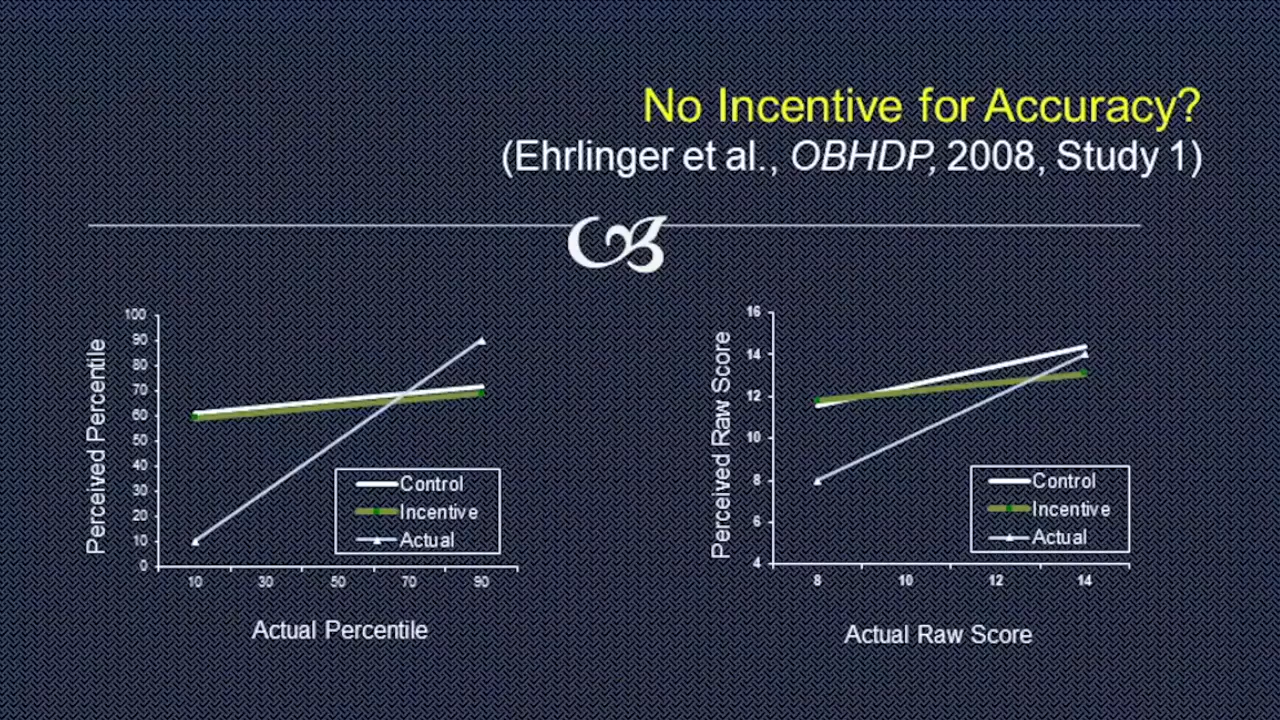 No Incentive for Accuracy?
(Ehrlinger et al., OBHDP, 2008, Study 1)
Perceived Percentile
100
90
80
70
60
50
40
30
20
10
0
Control
Incentive
Actual
10 30 50 70 90
Actual Percentile
Perceived Raw Score
16
14
12
10
8
6
4
Control
Incentive
Actual
8 10 12 14
Actual Raw Score